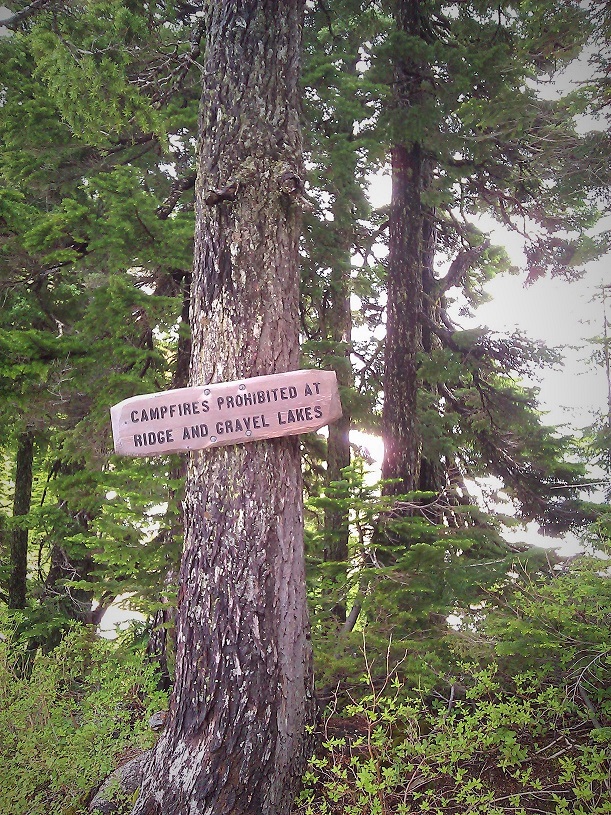 CAMPFIRES PROHIBITED AT
RIDGE AND GRAVEL LAKES